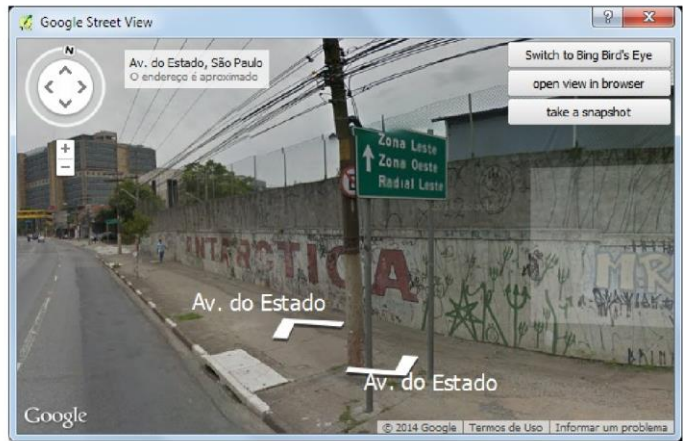 Google Street View
N
Av. do Estado, São Paulo
O endereço é aproximado
Switch to Bing Bird's Eye
open view in browser
take a snapshot
Zona Leste
Zona Oeste
Radial Leste
ANTARCTICA
Av. do Estado
Av. do Estado
Google
© 2014 Google
Termos de Uso
Informar um problema